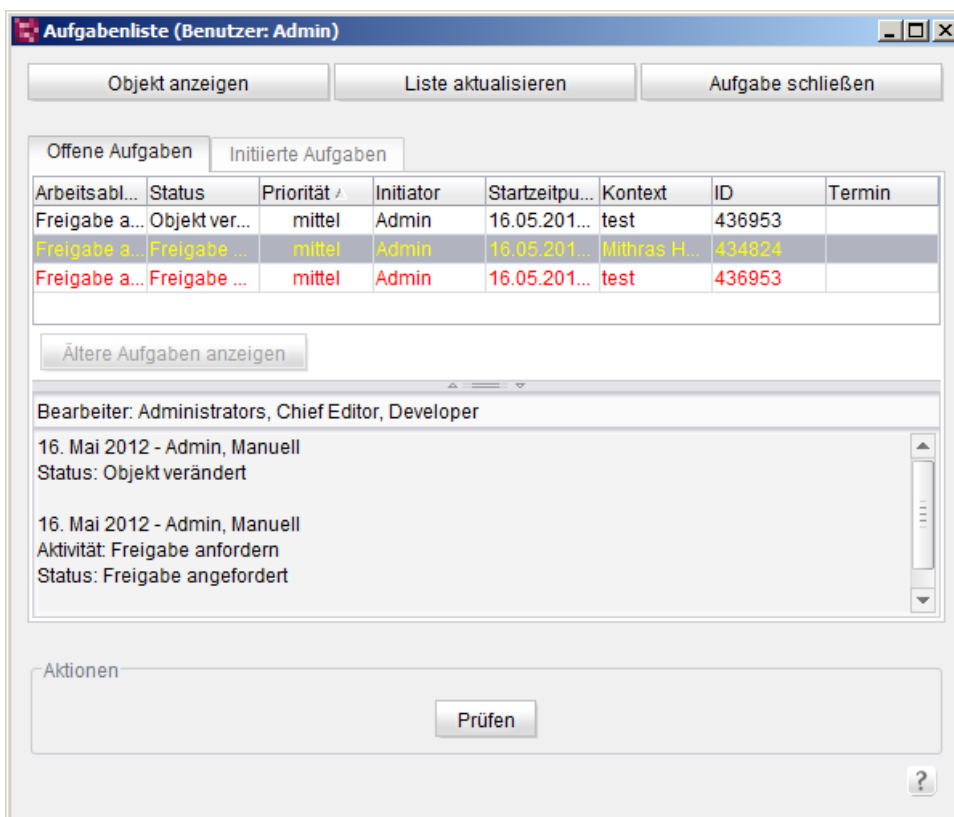 Aufgabenliste (Benutzer: Admin)
Objekt anzeigen Liste aktualisieren Aufgabe schließen
Offene Aufgaben Initiierte Aufgaben
Arbeitsabl... Status Priorität Initiator Startzeitpu... Kontext ID Termin
Freigabe a... Objekt ver... mittel Admin 16.05.201... test 436953
Freigabe a... Freigabe ... mittel Admin 16.05.201... Mithras H... 434824
Freigabe a... Freigabe ... mittel Admin 16.05.201... test 436953
Ältere Aufgaben anzeigen
Bearbeiter: Administrators, Chief Editor, Developer
16. Mai 2012 - Admin, Manuell
Status: Objekt verändert
16. Mai 2012 - Admin, Manuell
Aktivität: Freigabe anfordern
Status: Freigabe angefordert
Aktionen
Prüfen
?